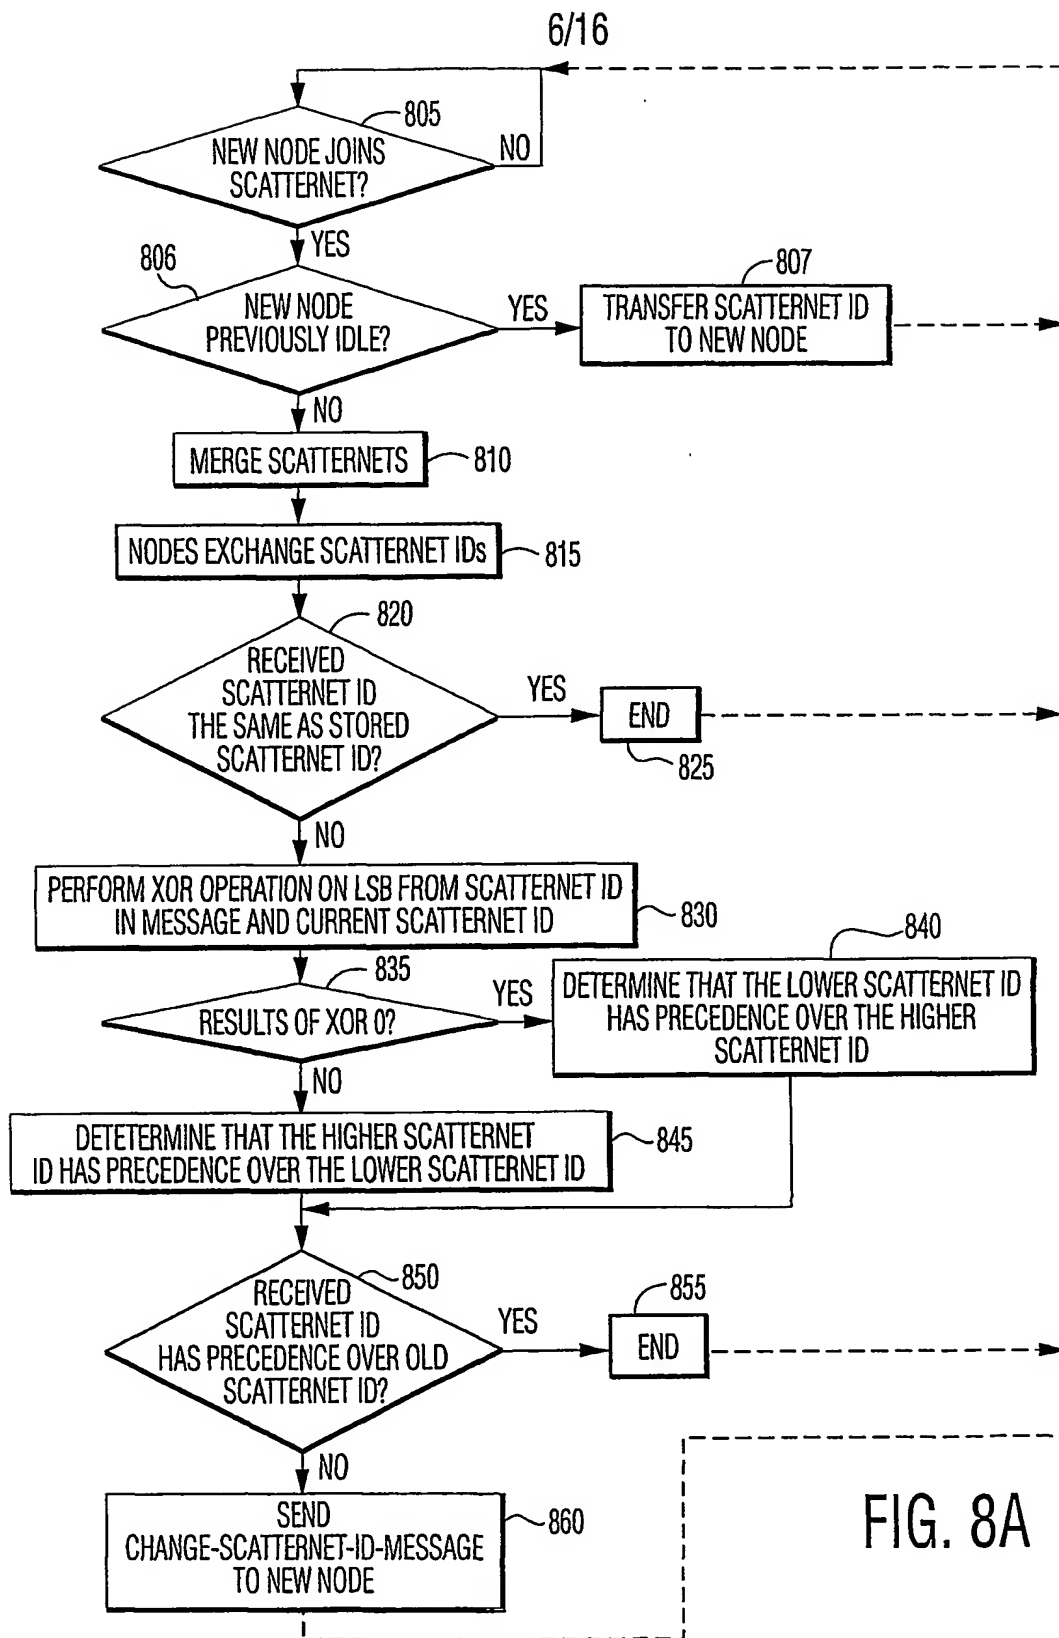 6/16
805
NEW NODE JOINS
SCATTERNET?
NO
YES
806
NEW NODE
PREVIOUSLY IDLE?
YES
807
TRANSFER SCATTERNET ID
TO NEW NODE
NO
MERGE SCATTERNETS
810
NODES EXCHANGE SCATTERNET IDs
815
820
RECEIVED
SCATTERNET ID
THE SAME AS STORED
SCATTERNET ID?
YES
END
825
NO
PERFORM XOR OPERATION ON LSB FROM SCATTERNET ID
IN MESSAGE AND CURRENT SCATTERNET ID
830
835
RESULTS OF XOR 0?
YES
840
DETERMINE THAT THE LOWER SCATTERNET ID
HAS PRECEDENCE OVER THE HIGHER
SCATTERNET ID
NO
DETETERMINE THAT THE HIGHER SCATTERNET
ID HAS PRECEDENCE OVER THE LOWER SCATTERNET ID
845
850
RECEIVED
SCATTERNET ID
HAS PRECEDENCE OVER OLD
SCATTERNET ID?
YES
855
END
NO
SEND
CHANGE-SCATTERNET-ID-MESSAGE
TO NEW NODE
860
FIG. 8A